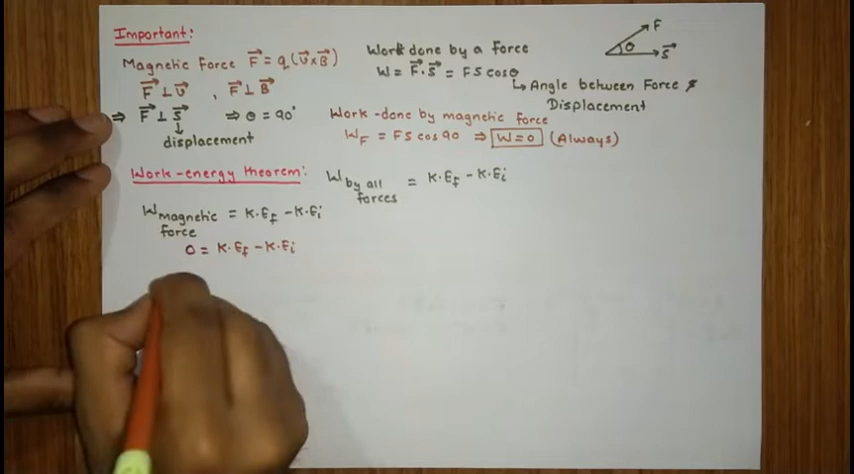 Important:
Magnetic Force F⃗ = q(v⃗ x B⃗)
F⃗ ⊥ v⃗ , F⃗ ⊥ B⃗
⇒ F⃗ ⊥ S⃗ ⇒ θ = 90°
displacement
Work done by a force
W = F⃗·S⃗ = FS cosθ
↳ Angle between Force &
Displacement
F
θ S⃗
Work-done by magnetic force
W_F = FS cos 90 ⇒ W=0 (Always)
Work-energy theorem:
W by all forces = K·E_f - K·E_i
W magnetic force = K·E_f - K·E_i
0 = K·E_f - K·E_i